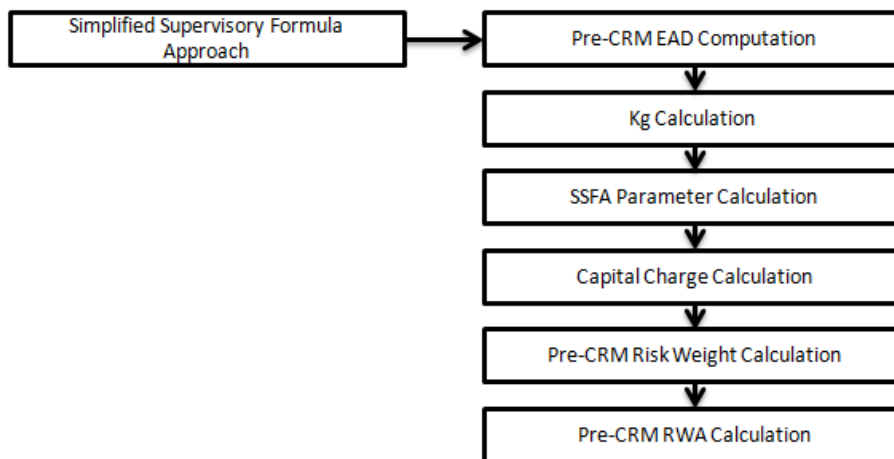 Simplified Supervisory Formula
Approach
Pre-CRM EAD Computation
Kg Calculation
SSFA Parameter Calculation
Capital Charge Calculation
Pre-CRM Risk Weight Calculation
Pre-CRM RWA Calculation